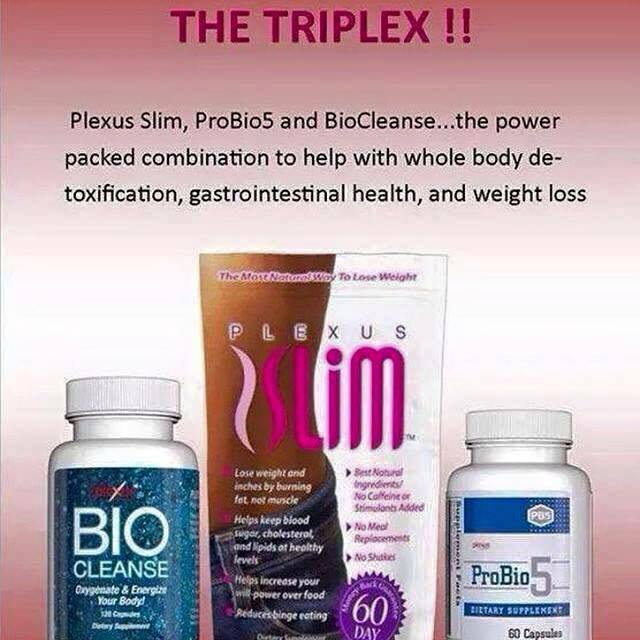 THE TRIPLEX !!
Plexus Slim, ProBio5 and BioCleanse...the power
packed combination to help with whole body de-
toxification, gastrointestinal health, and weight loss
The Most Natural Way To Lose Weight
PLEXUS
SLiM
TM
Lose weight and
inches by burning
fat, not muscle
Helps keep blood
sugar, cholesterol,
and lipids at healthy
levels
Helps increase your
will-power over food
Reduces binge eating
Dietary Supplement
Best Natural
Ingredients/
No Caffeine or
Stimulants Added
No Meal
Replacements
No Shakes
Money Back Guarantee
60
DAY
plexus
BIO
CLEANSE
Oxygenate & Energize
Your Body!
120 Capsules
Dietary Supplement
Supplement Facts
PB5
plexus
ProBio5
DIETARY SUPPLEMENT
60 Capsules